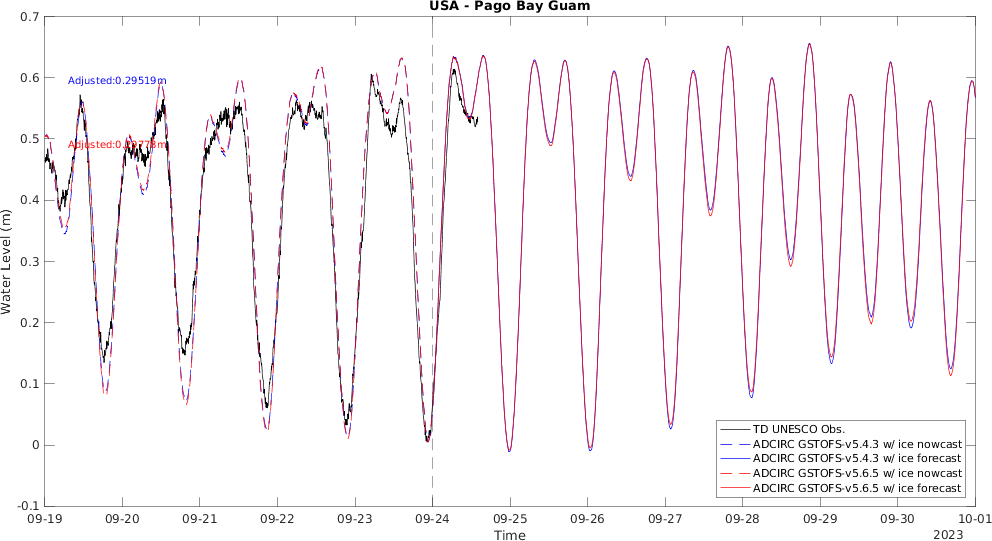 USA - Pago Bay Guam
0.7
0.6
0.5
0.4
0.3
0.2
0.1
0
-0.1
Water Level (m)
Adjusted:0.29519m
09-19
09-20
09-21
09-22
09-23
09-24
09-25
09-26
09-27
09-28
09-29
09-30
10-01
Time
2023
TD UNESCO Obs.
ADCIRC GSTOFS-v5.4.3 w/ ice nowcast
ADCIRC GSTOFS-v5.4.3 w/ ice forecast
ADCIRC GSTOFS-v5.6.5 w/ ice nowcast
ADCIRC GSTOFS-v5.6.5 w/ ice forecast